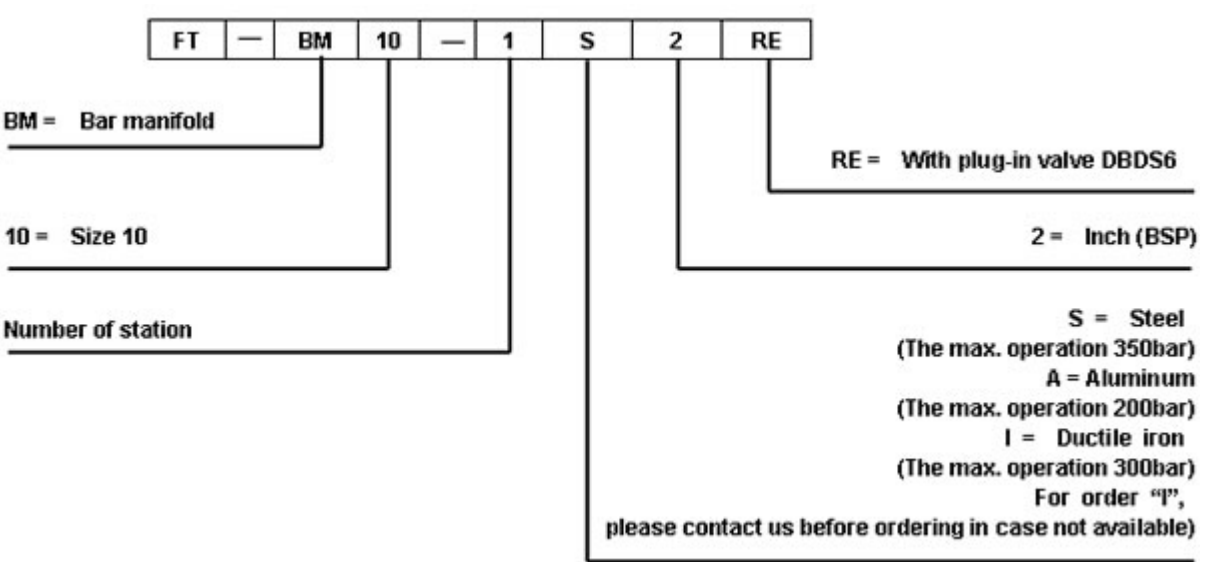 FT — BM 10 — 1 S 2 RE
BM = Bar manifold
RE = With plug-in valve DBDS6
10 = Size 10
2 = Inch (BSP)
Number of station
S = Steel
(The max. operation 350bar)
A = Aluminum
(The max. operation 200bar)
I = Ductile iron
(The max. operation 300bar)
For order “I”,
please contact us before ordering in case not available)